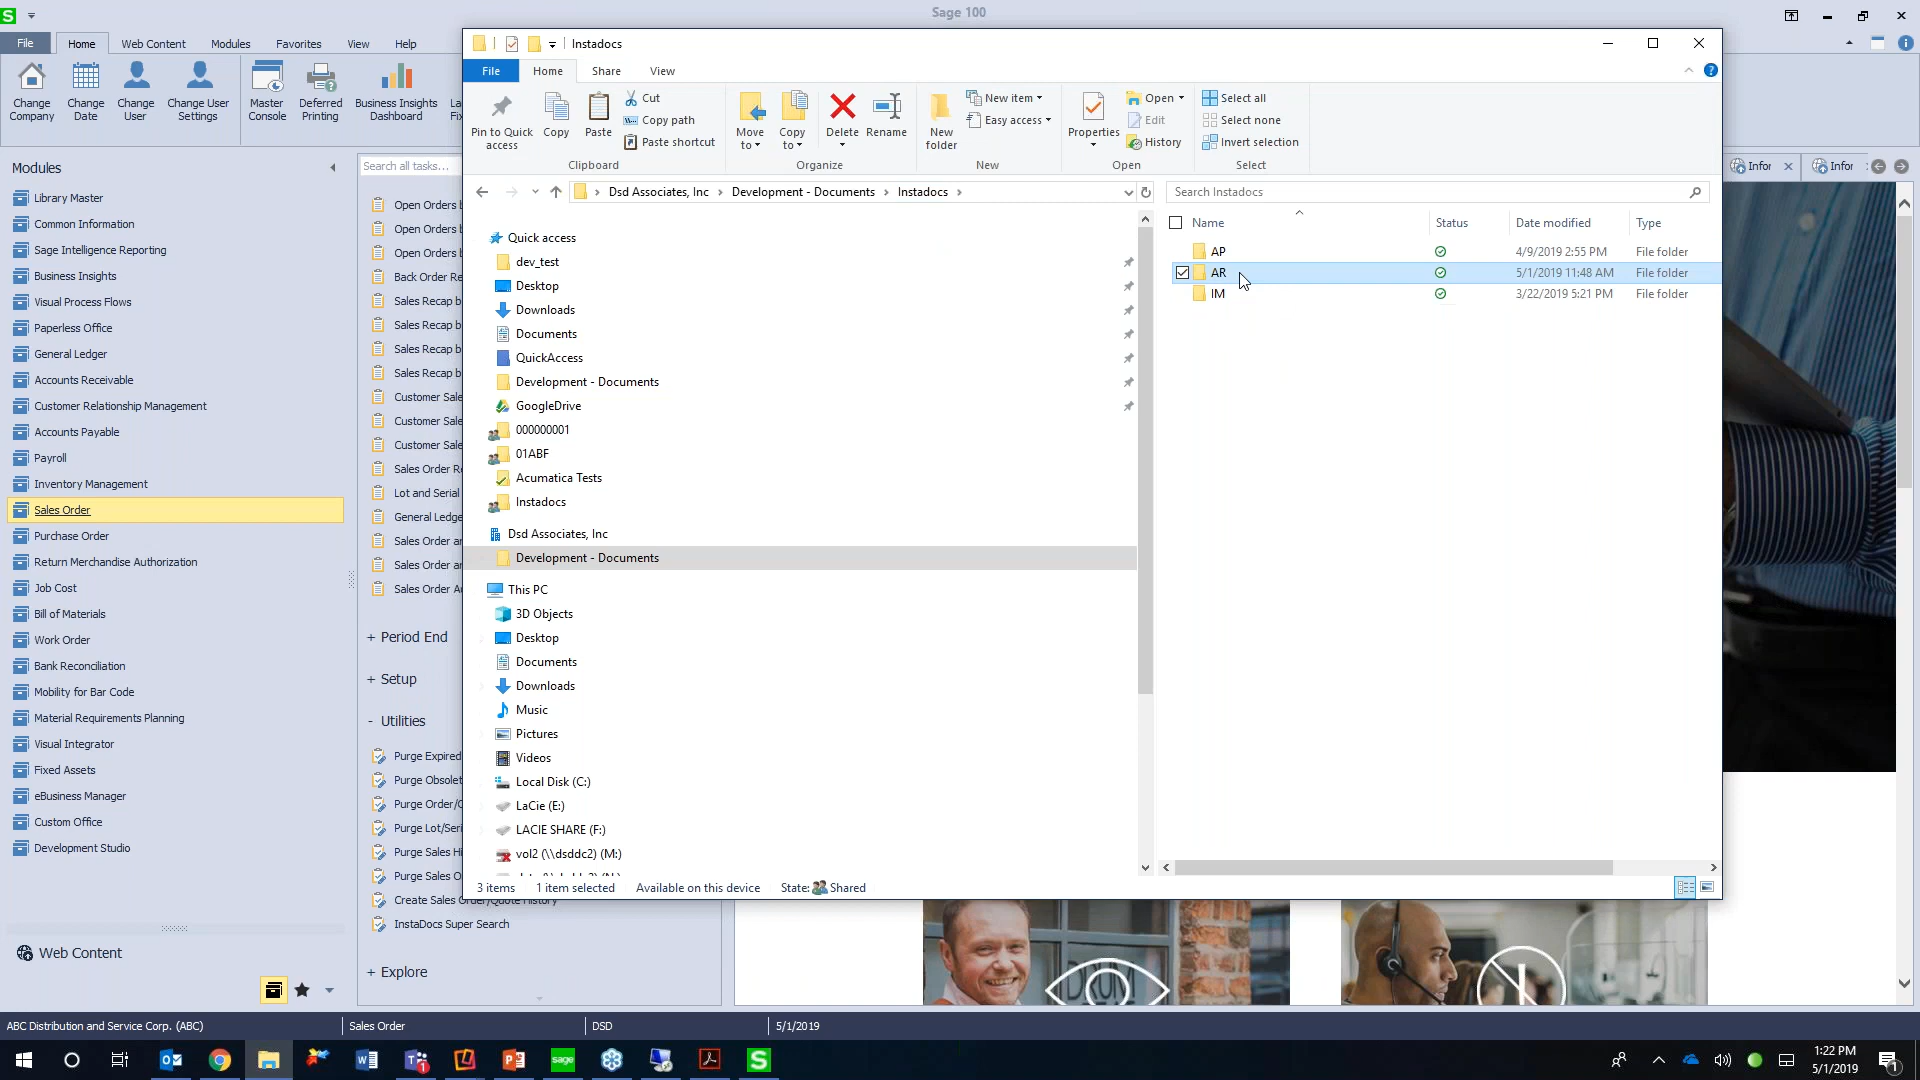 Sage 100
File
Home
Web Content
Modules
Favorites
View
Help
Change Company
Change Date
Change User
Change User Settings
Master Console
Deferred Printing
Business Insights Dashboard
Modules
Library Master
Common Information
Sage Intelligence Reporting
Business Insights
Visual Process Flows
Paperless Office
General Ledger
Accounts Receivable
Customer Relationship Management
Accounts Payable
Payroll
Inventory Management
Sales Order
Purchase Order
Return Merchandise Authorization
Job Cost
Bill of Materials
Work Order
Bank Reconciliation
Mobility for Bar Code
Material Requirements Planning
Visual Integrator
Fixed Assets
eBusiness Manager
Custom Office
Development Studio
Web Content
Search all tasks...
Open Orders
Open Orders
Open Orders
Back Order Re
Sales Recap b
Sales Recap b
Sales Recap b
Sales Recap b
Customer Sale
Customer Sale
Customer Sale
Sales Order Re
Lot and Serial
General Ledge
Sales Order ar
Sales Order ar
Sales Order A
+ Period End
+ Setup
- Utilities
Purge Expired
Purge Obsolet
Purge Order/
Purge Lot/Seri
Purge Sales Hi
Purge Sales O
Create Sales Order/Quote History
InstaDocs Super Search
+ Explore
Instadocs
File
Home
Share
View
Pin to Quick access
Copy
Paste
Cut
Copy path
Paste shortcut
Clipboard
Move to
Copy to
Delete
Rename
Organize
New folder
New item
Easy access
New
Properties
Open
Edit
History
Open
Select all
Select none
Invert selection
Select
Dsd Associates, Inc > Development - Documents > Instadocs >
Search Instadocs
Quick access
dev_test
Desktop
Downloads
Documents
QuickAccess
Development - Documents
GoogleDrive
000000001
01ABF
Acumatica Tests
Instadocs
Dsd Associates, Inc
Development - Documents
This PC
3D Objects
Desktop
Documents
Downloads
Music
Pictures
Videos
Local Disk (C:)
LaCie (E:)
LACIE SHARE (F:)
vol2 (\\dsddc2) (M:)
Name Status Date modified Type
AP 4/9/2019 2:55 PM File folder
AR 5/1/2019 11:48 AM File folder
IM 3/22/2019 5:21 PM File folder
3 items 1 item selected Available on this device State: Shared
Infor
Infor
ABC Distribution and Service Corp. (ABC)
Sales Order
DSD
5/1/2019
sage
1:22 PM
5/1/2019